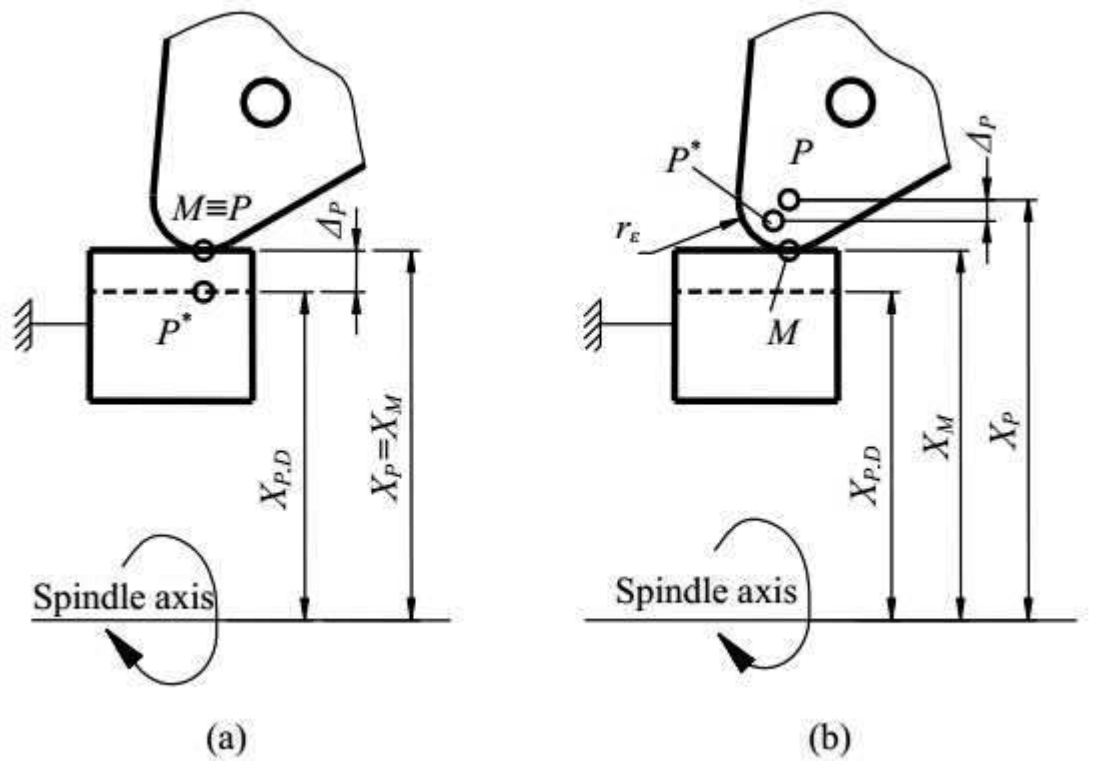 M≡P
Δ_P
P*
X_{P.D}
X_P=X_M
Spindle axis
(a)
P
P*
Δ_P
r_ε
M
X_{P.D}
X_M
X_P
Spindle axis
(b)